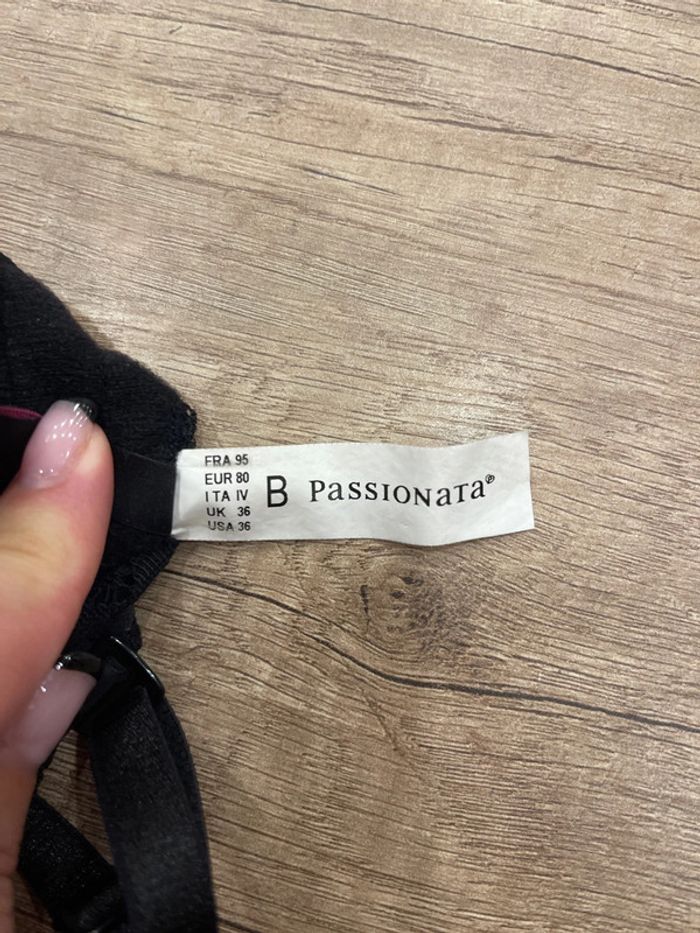 FRA 95
EUR 80
ITA IV
UK 36
USA 36
B PASSIONATA®